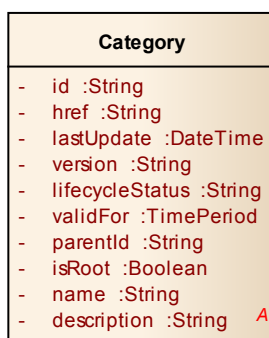 Category
- id :String
- href :String
- lastUpdate :DateTime
- version :String
- lifecycleStatus :String
- validFor :TimePeriod
- parentId :String
- isRoot :Boolean
- name :String
- description :String A